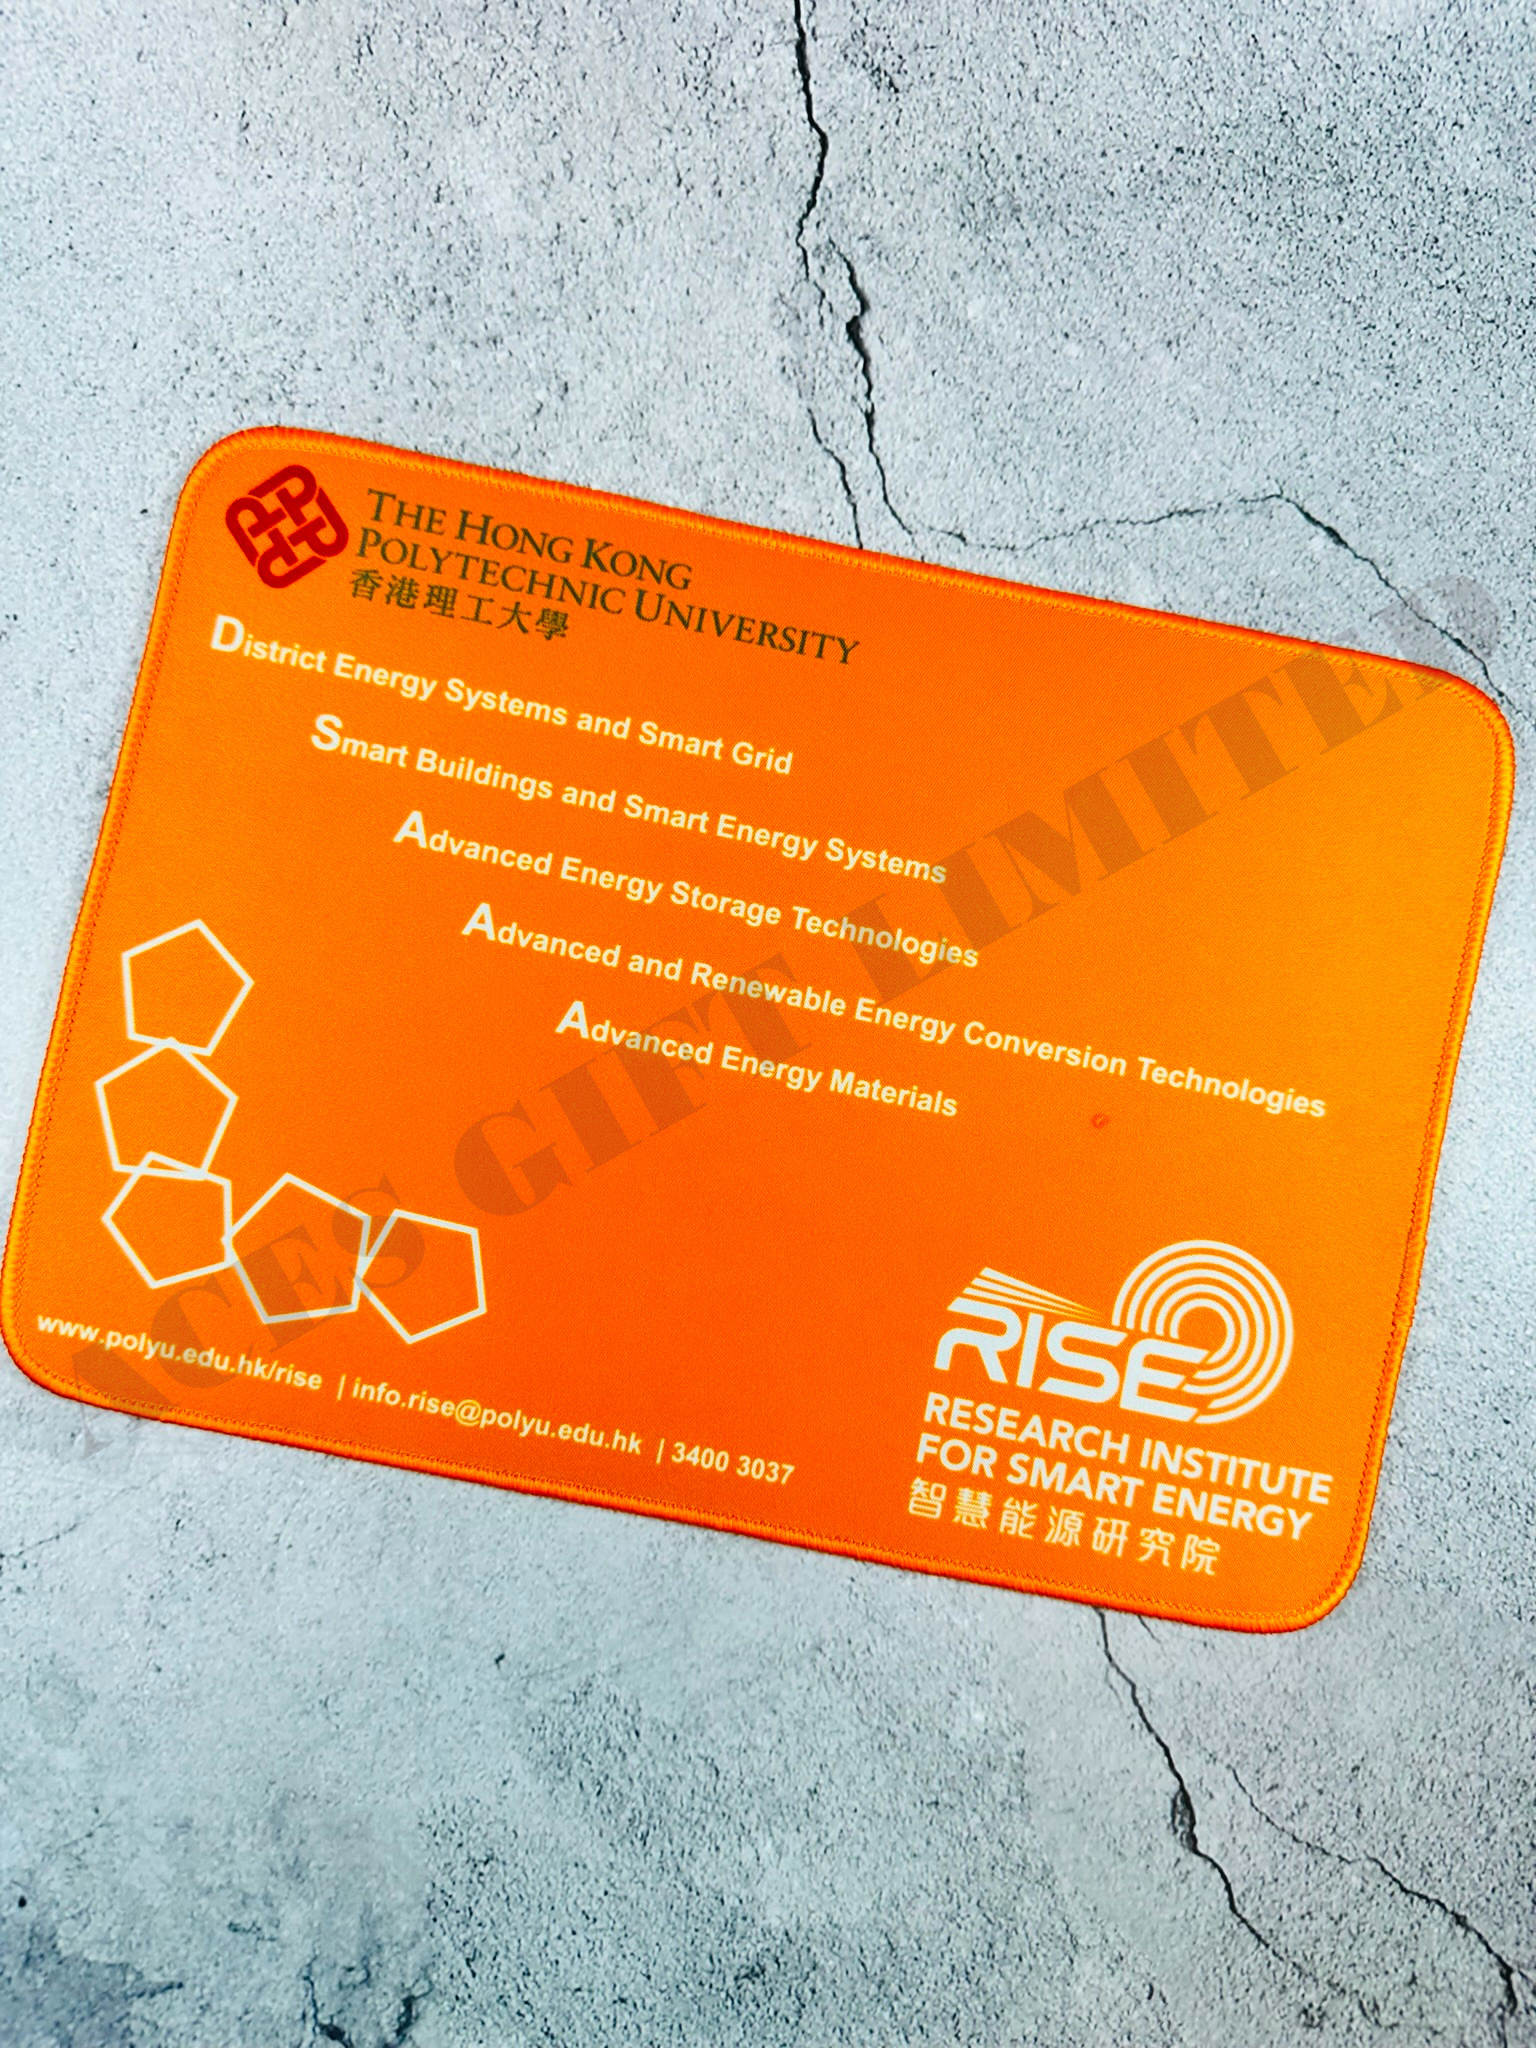 THE HONG KONG
POLYTECHNIC UNIVERSITY
香港理工大學
District Energy Systems and Smart Grid
Smart Buildings and Smart Energy Systems
Advanced Energy Storage Technologies
Advanced and Renewable Energy Conversion Technologies
Advanced Energy Materials
ACES GIFT LIMITED
www.polyu.edu.hk/rise | info.rise@polyu.edu.hk | 3400 3037
RISE
RESEARCH INSTITUTE
FOR SMART ENERGY
智慧能源研究院